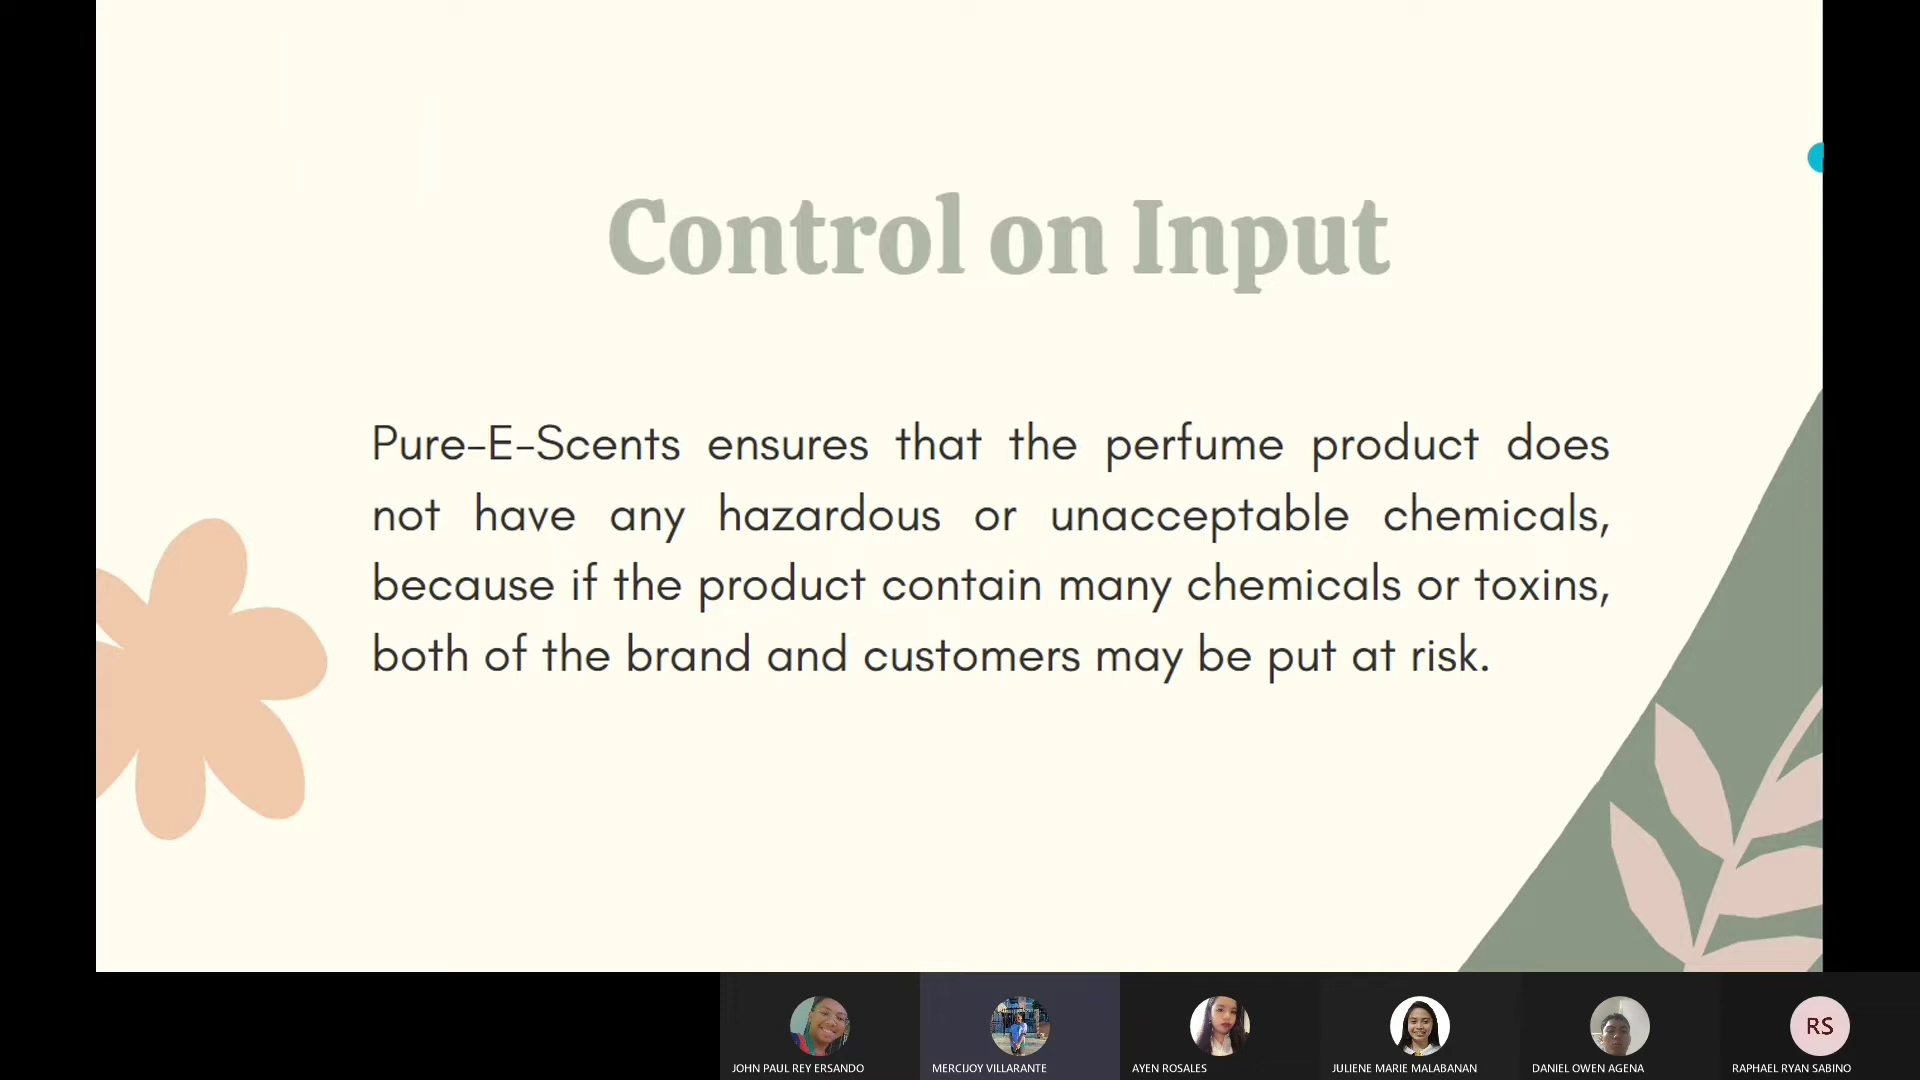 Control on Input
Pure-E-Scents ensures that the perfume product does
not have any hazardous or unacceptable chemicals,
because if the product contain many chemicals or toxins,
both of the brand and customers may be put at risk.
RS
JOHN PAUL REY ERSANDO
MERCIJOY VILLARANTE
AYEN ROSALES
JULIENE MARIE MALABANAN
DANIEL OWEN AGENA
RAPHAEL RYAN SABINO